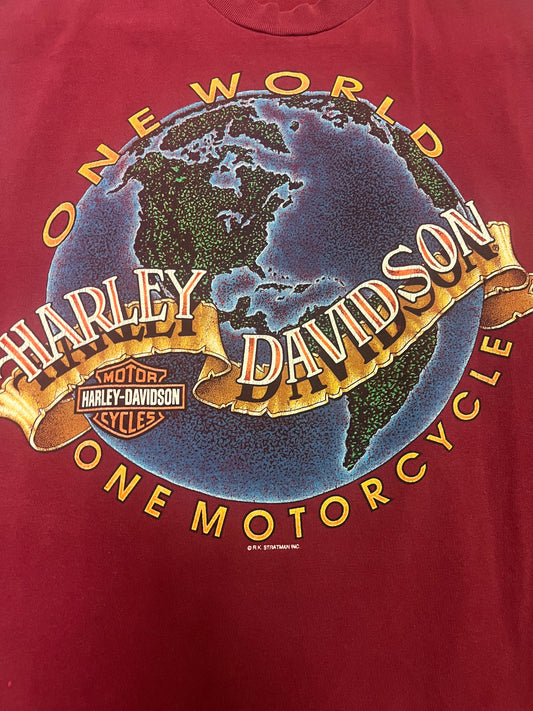 ONE WORLD
HARLEY DAVIDSON
MOTOR
HARLEY-DAVIDSON
CYCLES
ONE MOTORCYCLE
© R.K. STRATMAN INC.